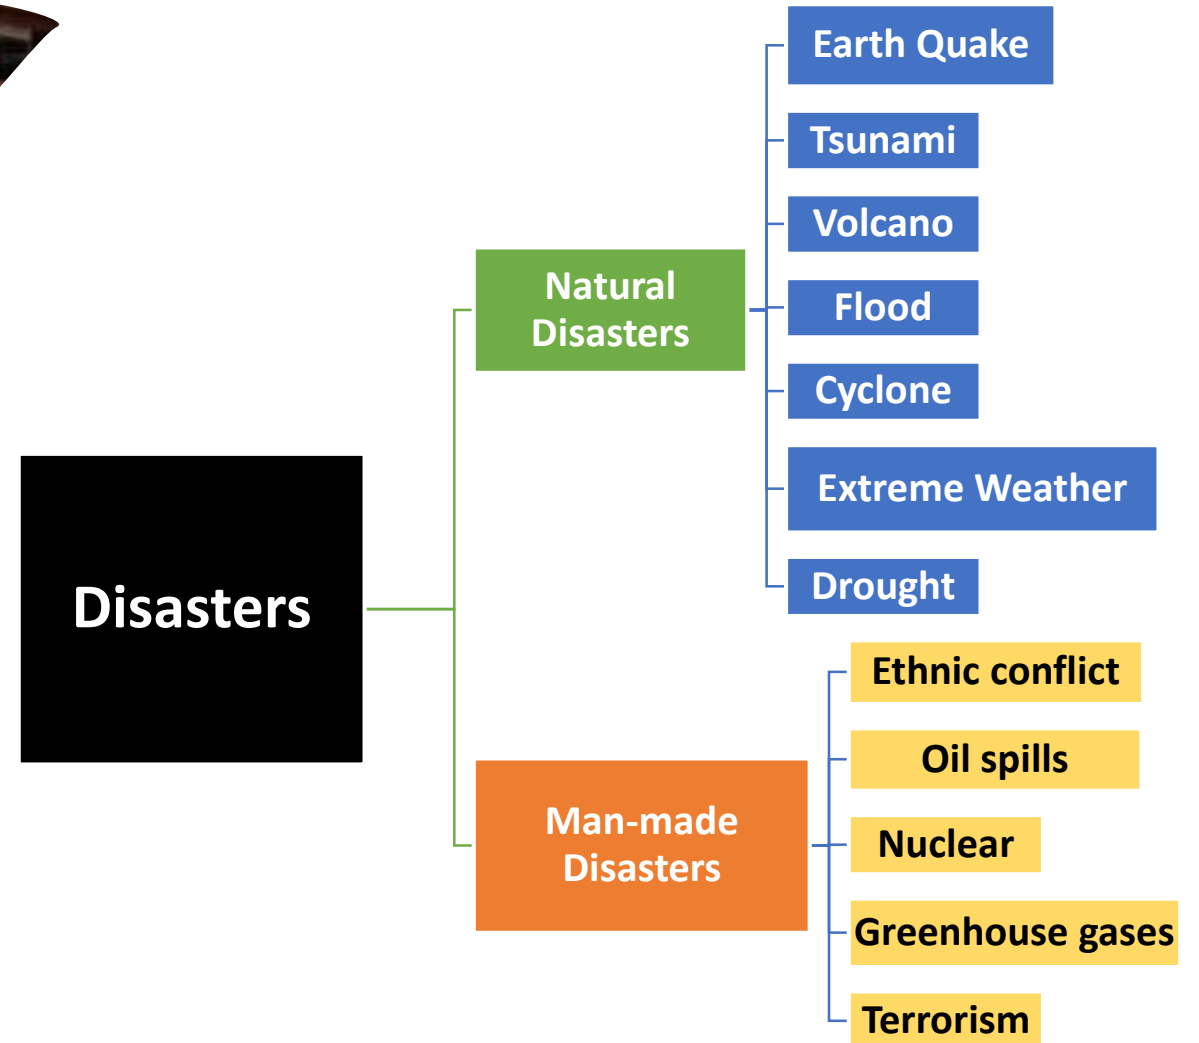 Disasters
Natural
Disasters
Earth Quake
Tsunami
Volcano
Flood
Cyclone
Extreme Weather
Drought
Man-made
Disasters
Ethnic conflict
Oil spills
Nuclear
Greenhouse gases
Terrorism